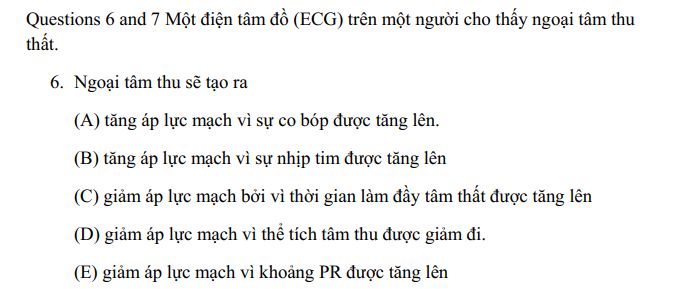 Questions 6 and 7 Một điện tâm đồ (ECG) trên một người cho thấy ngoại tâm thu
thất.
6. Ngoại tâm thu sẽ tạo ra
(A) tăng áp lực mạch vì sự co bóp được tăng lên.
(B) tăng áp lực mạch vì sự nhịp tim được tăng lên
(C) giảm áp lực mạch bởi vì thời gian làm đầy tâm thất được tăng lên
(D) giảm áp lực mạch vì thể tích tâm thu được giảm đi.
(E) giảm áp lực mạch vì khoảng PR được tăng lên